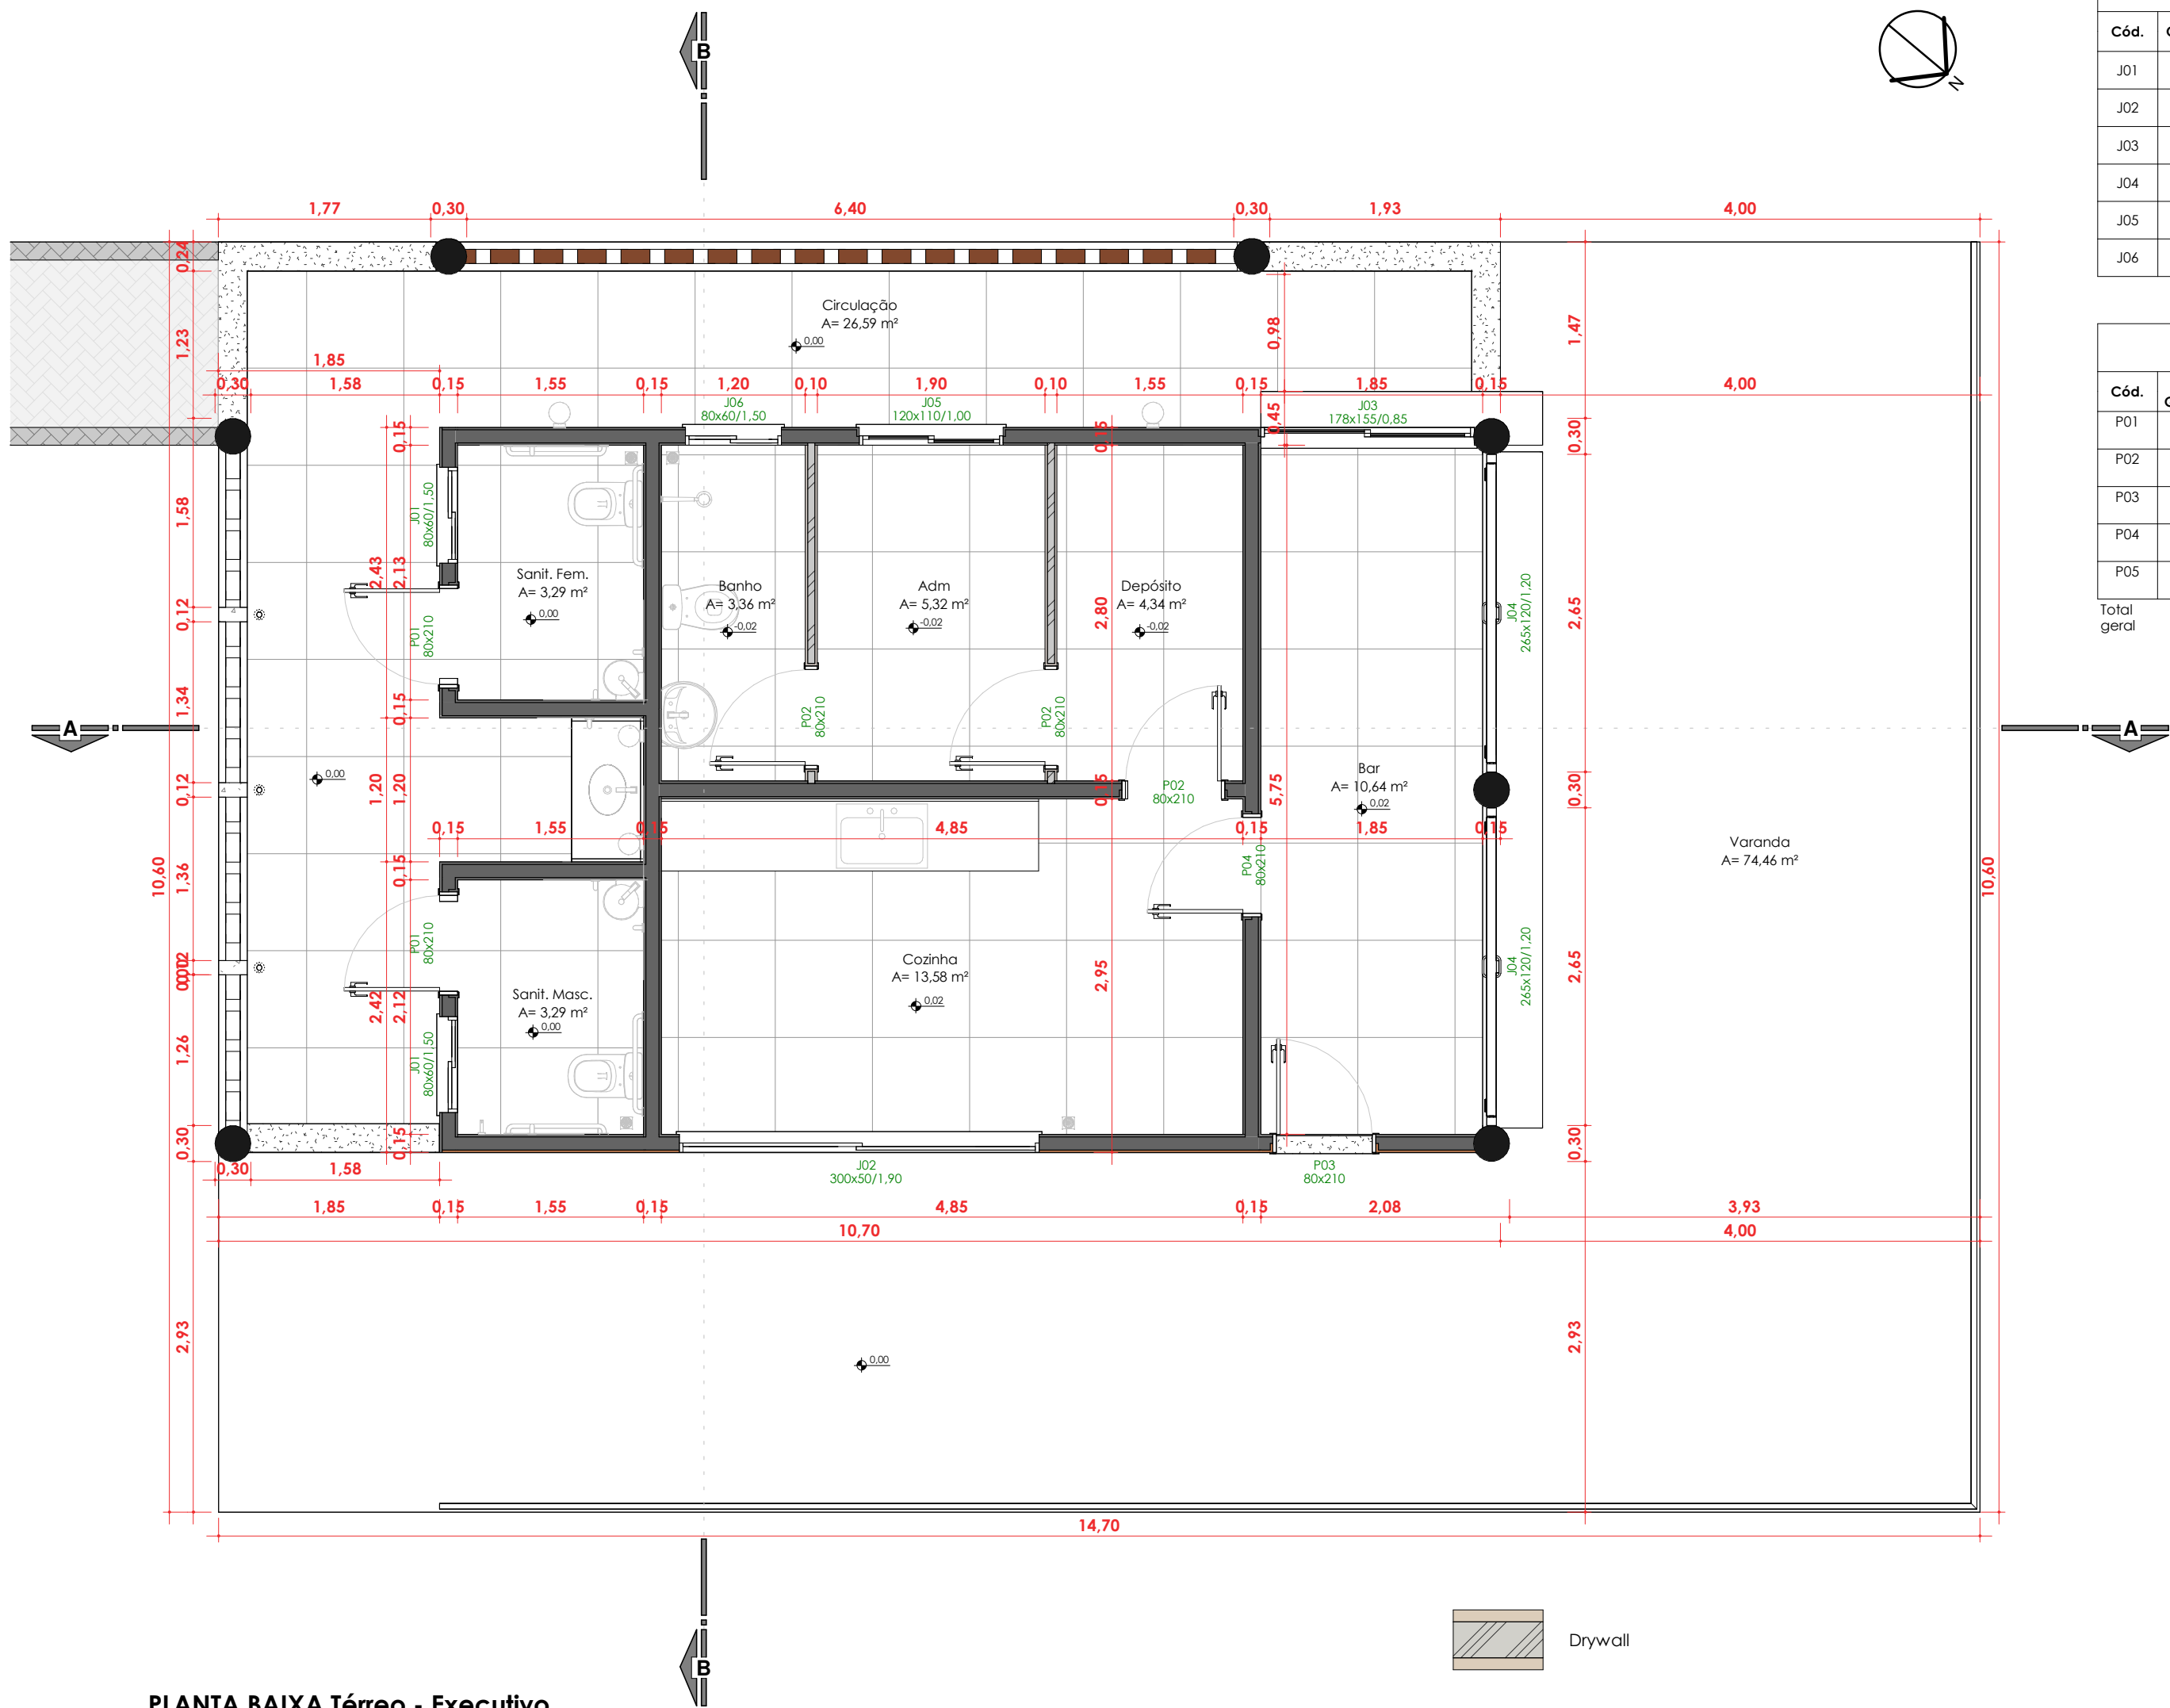 B
N
Cód.
J01
J02
J03
J04
J05
J06
1,77
0,30
6,40
0,30
1,93
4,00
0,24
Circulação
A= 26,59 m²
0,00
1,23
0,98
1,47
1,85
0,30
1,58
0,15
1,55
0,15
1,20
0,10
1,90
0,10
1,55
0,15
1,85
0,15
4,00
J06
80x60/1,50
J05
120x110/1,00
J03
178x155/0,85
Cód.
P01
P02
P03
P04
P05
Total
geral
0,15
0,15
0,45
0,30
1,58
J01
80x60/1,50
2,43
2,13
Sanit. Fem.
A= 3,29 m²
0,00
Banho
A= 3,36 m²
-0,02
Adm
A= 5,32 m²
-0,02
Depósito
A= 4,34 m²
-0,02
2,80
2,65
J04
265x120/1,20
0,12
P01
80x210
1,34
0,15
P02
80x210
P02
80x210
A
A
0,00
0,12
1,20
1,20
0,15
P02
80x210
5,75
Bar
A= 10,64 m²
0,02
0,30
0,15
1,55
0,15
4,85
0,15
1,85
0,15
Varanda
A= 74,46 m²
10,60
1,36
0,15
P04
80x210
10,60
P01
80x210
Cozinha
A= 13,58 m²
0,02
2,95
2,65
J04
265x120/1,20
2,42
2,12
Sanit. Masc.
A= 3,29 m²
0,00
1,26
J01
80x60/1,50
0,30
0,15
0,30
0,30
1,58
J02
300x50/1,90
P03
80x210
1,85
0,15
1,55
0,15
4,85
0,15
2,08
3,93
10,70
4,00
2,93
2,93
0,00
14,70
Drywall
B
PLANTA BAIXA Térreo - Executivo